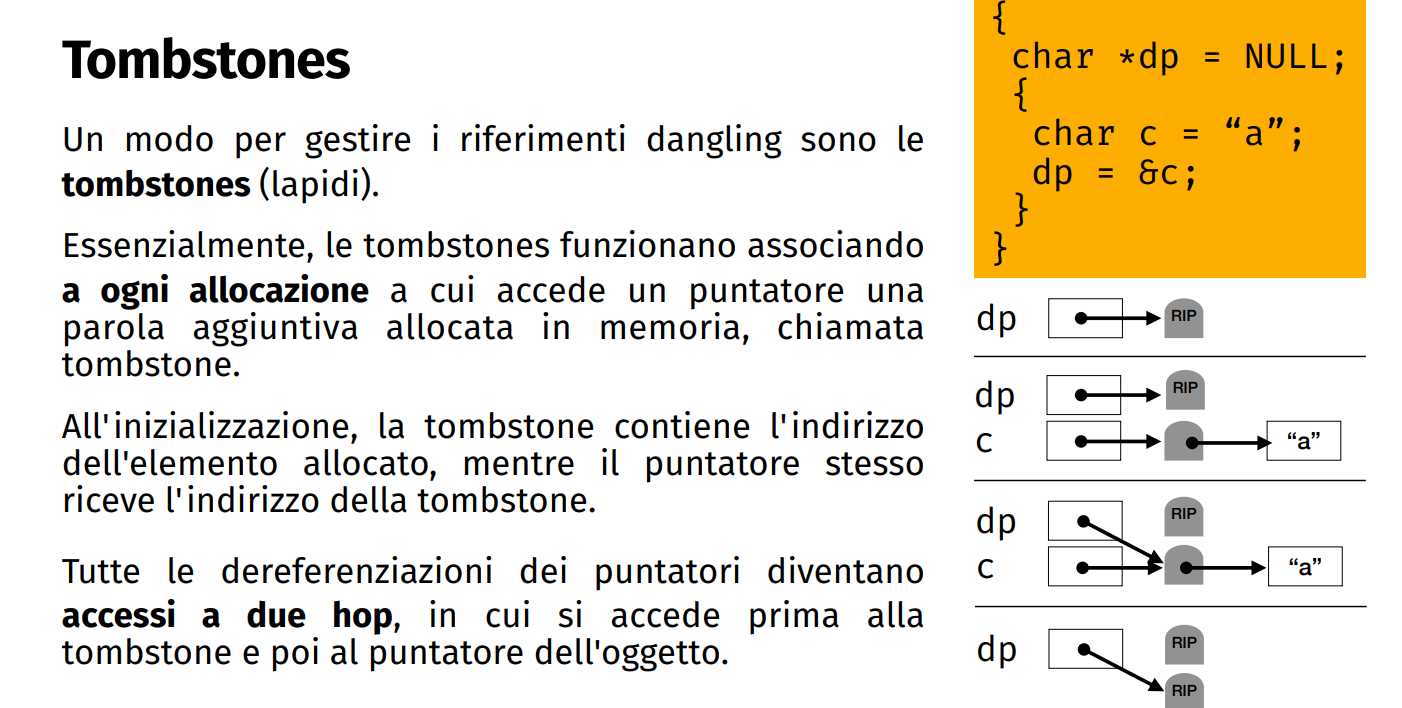 Tombstones
Un modo per gestire i riferimenti dangling sono le
tombstones (lapidi).
Essenzialmente, le tombstones funzionano associando
a ogni allocazione a cui accede un puntatore una
parola aggiuntiva allocata in memoria, chiamata
tombstone.
All'inizializzazione, la tombstone contiene l'indirizzo
dell'elemento allocato, mentre il puntatore stesso
riceve l'indirizzo della tombstone.
Tutte le dereferenziazioni dei puntatori diventano
accessi a due hop, in cui si accede prima alla
tombstone e poi al puntatore dell'oggetto.
{
char *dp = NULL;
{
char c = “a”;
dp = &c;
}
}
dp RIP
dp RIP
c “a”
dp RIP
c “a”
dp RIP
RIP